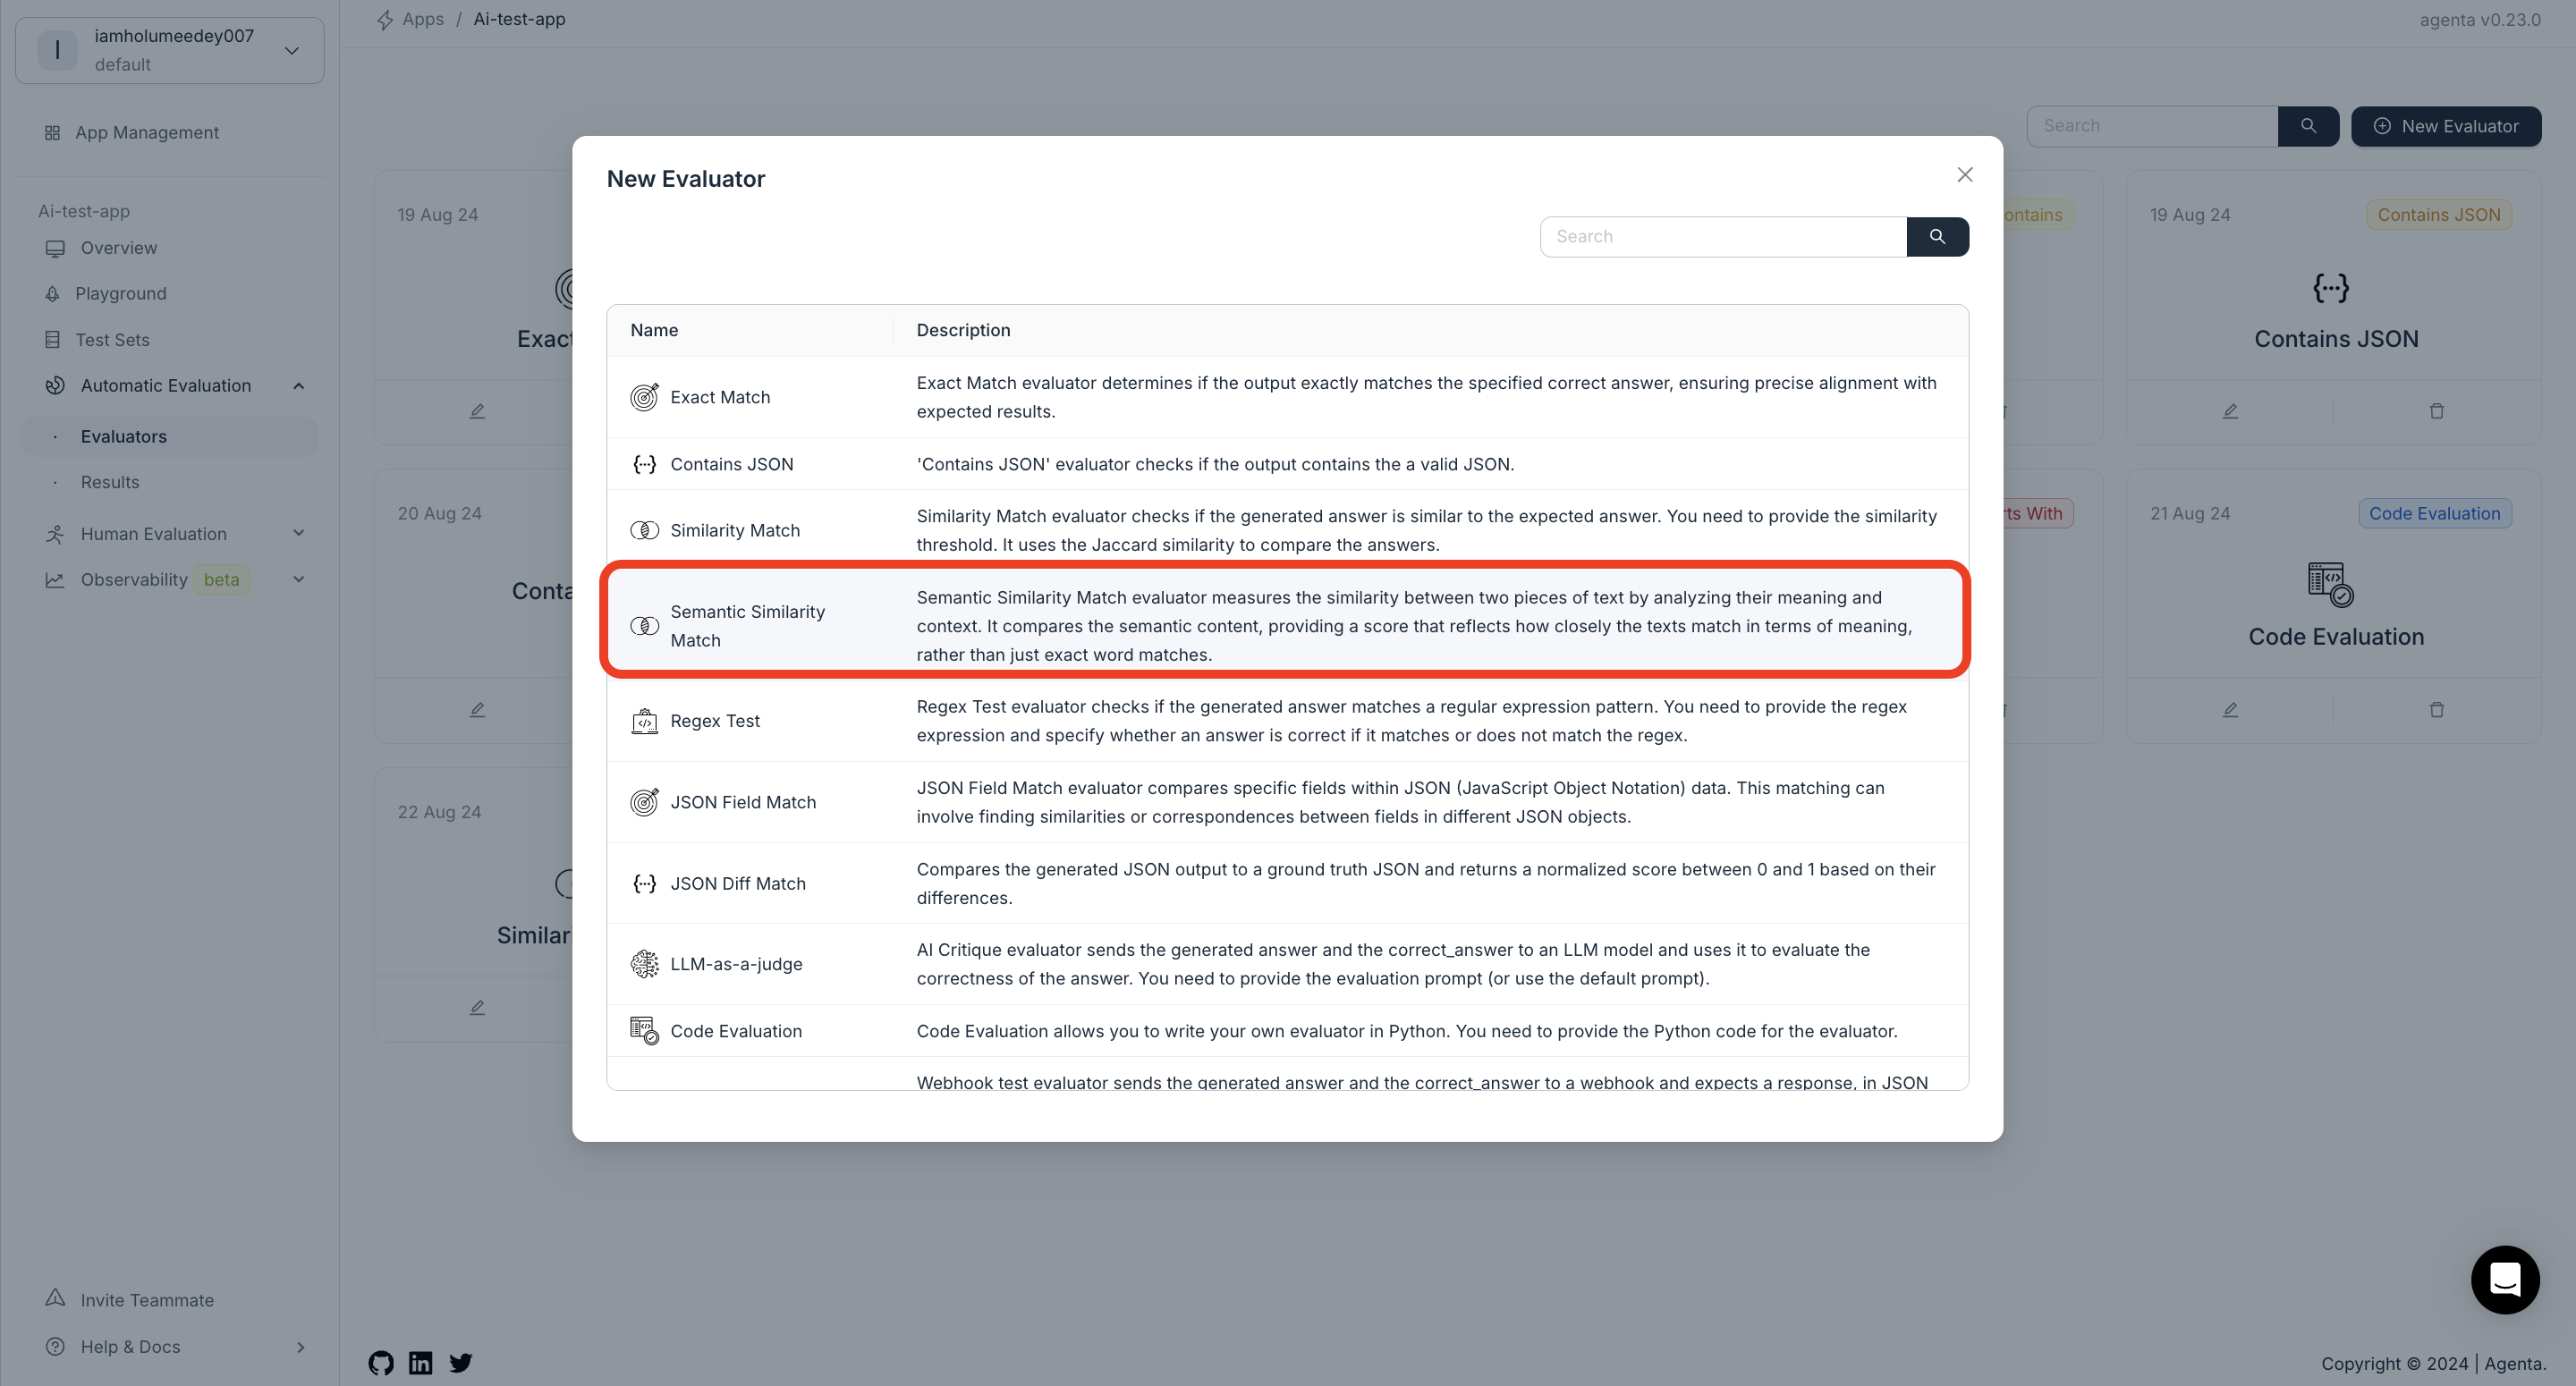 I
iamholumeedey007
default
App Management
Ai-test-app
Overview
Playground
Test Sets
Automatic Evaluation
· Evaluators
· Results
Human Evaluation
Observability beta
Invite Teammate
Help & Docs
Apps / Ai-test-app
agenta v0.23.0
Search
New Evaluator
19 Aug 24
Exact
ontains
19 Aug 24
Contains JSON
{···}
Contains JSON
20 Aug 24
Conta
rts With
21 Aug 24
Code Evaluation
Code Evaluation
22 Aug 24
Similar
New Evaluator
Search
Name
Description
Exact Match
Exact Match evaluator determines if the output exactly matches the specified correct answer, ensuring precise alignment with
expected results.
{···} Contains JSON
'Contains JSON' evaluator checks if the output contains the a valid JSON.
Similarity Match
Similarity Match evaluator checks if the generated answer is similar to the expected answer. You need to provide the similarity
threshold. It uses the Jaccard similarity to compare the answers.
Semantic Similarity
Match
Semantic Similarity Match evaluator measures the similarity between two pieces of text by analyzing their meaning and
context. It compares the semantic content, providing a score that reflects how closely the texts match in terms of meaning,
rather than just exact word matches.
Regex Test
Regex Test evaluator checks if the generated answer matches a regular expression pattern. You need to provide the regex
expression and specify whether an answer is correct if it matches or does not match the regex.
JSON Field Match
JSON Field Match evaluator compares specific fields within JSON (JavaScript Object Notation) data. This matching can
involve finding similarities or correspondences between fields in different JSON objects.
{···} JSON Diff Match
Compares the generated JSON output to a ground truth JSON and returns a normalized score between 0 and 1 based on their
differences.
LLM-as-a-judge
AI Critique evaluator sends the generated answer and the correct_answer to an LLM model and uses it to evaluate the
correctness of the answer. You need to provide the evaluation prompt (or use the default prompt).
Code Evaluation
Code Evaluation allows you to write your own evaluator in Python. You need to provide the Python code for the evaluator.
Webhook test evaluator sends the generated answer and the correct_answer to a webhook and expects a response, in JSON
Copyright © 2024 | Agenta.